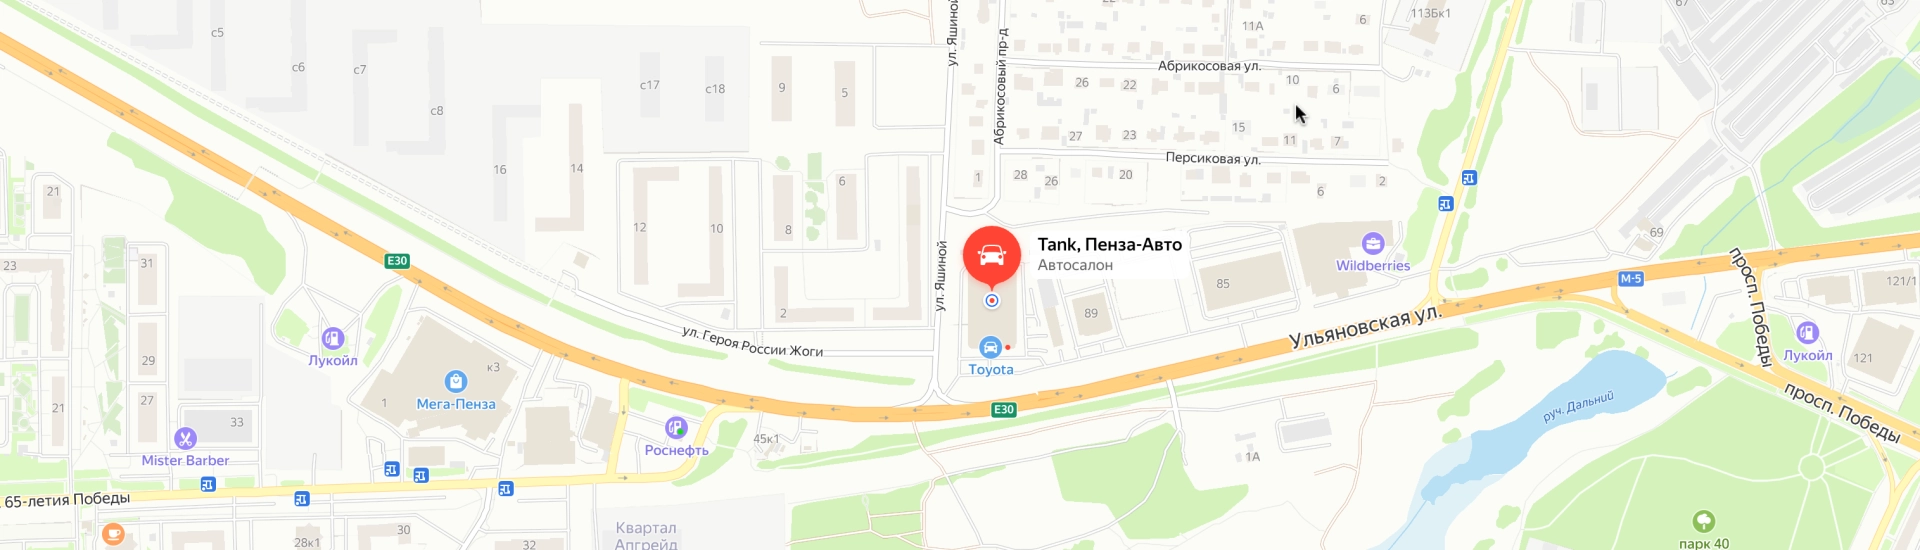 с5
с6
с7
с8
с17
с18
9
5
16
14
ул. Яшиной
Абрикосовый пр-д
11А
6
113Бк1
67
63
Абрикосовая ул.
26
22
10
6
15
27
23
11
7
Персиковая ул.
1
28
26
20
6
2
21
12
10
8
6
69
23
31
E30
ул. Яшиной
Tank, Пенза-Авто
Автосалон
Wildberries
М-5
просп. Победы
85
121/1
2
89
Ульяновская ул.
ул. Героя России Жоги
Лукойл
29
к3
Toyota
Лукойл
121
1
Мега-Пенза
21
27
33
E30
руч. Дальний
просп. Победы
Mister Barber
Роснефть
45к1
1А
65-летия Победы
28к1
30
32
Квартал
Апгрейд
парк 40